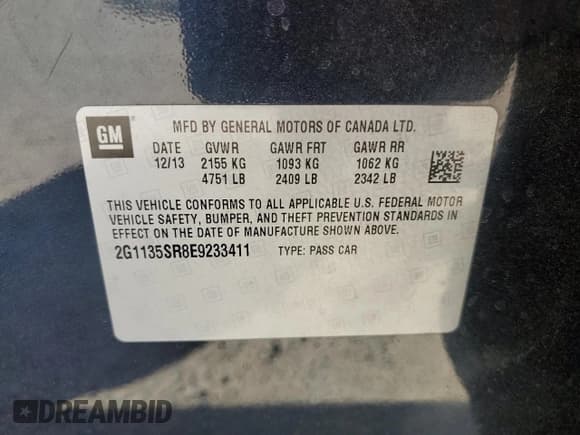 GM
MFD BY GENERAL MOTORS OF CANADA LTD.
DATE GVWR GAWR FRT GAWR RR
12/13 2155 KG 1093 KG 1062 KG
4751 LB 2409 LB 2342 LB
THIS VEHICLE CONFORMS TO ALL APPLICABLE U.S. FEDERAL MOTOR
VEHICLE SAFETY, BUMPER, AND THEFT PREVENTION STANDARDS IN
EFFECT ON THE DATE OF MANUFACTURE SHOWN ABOVE.
2G1135SR8E9233411 TYPE: PASS CAR
DREAMBID